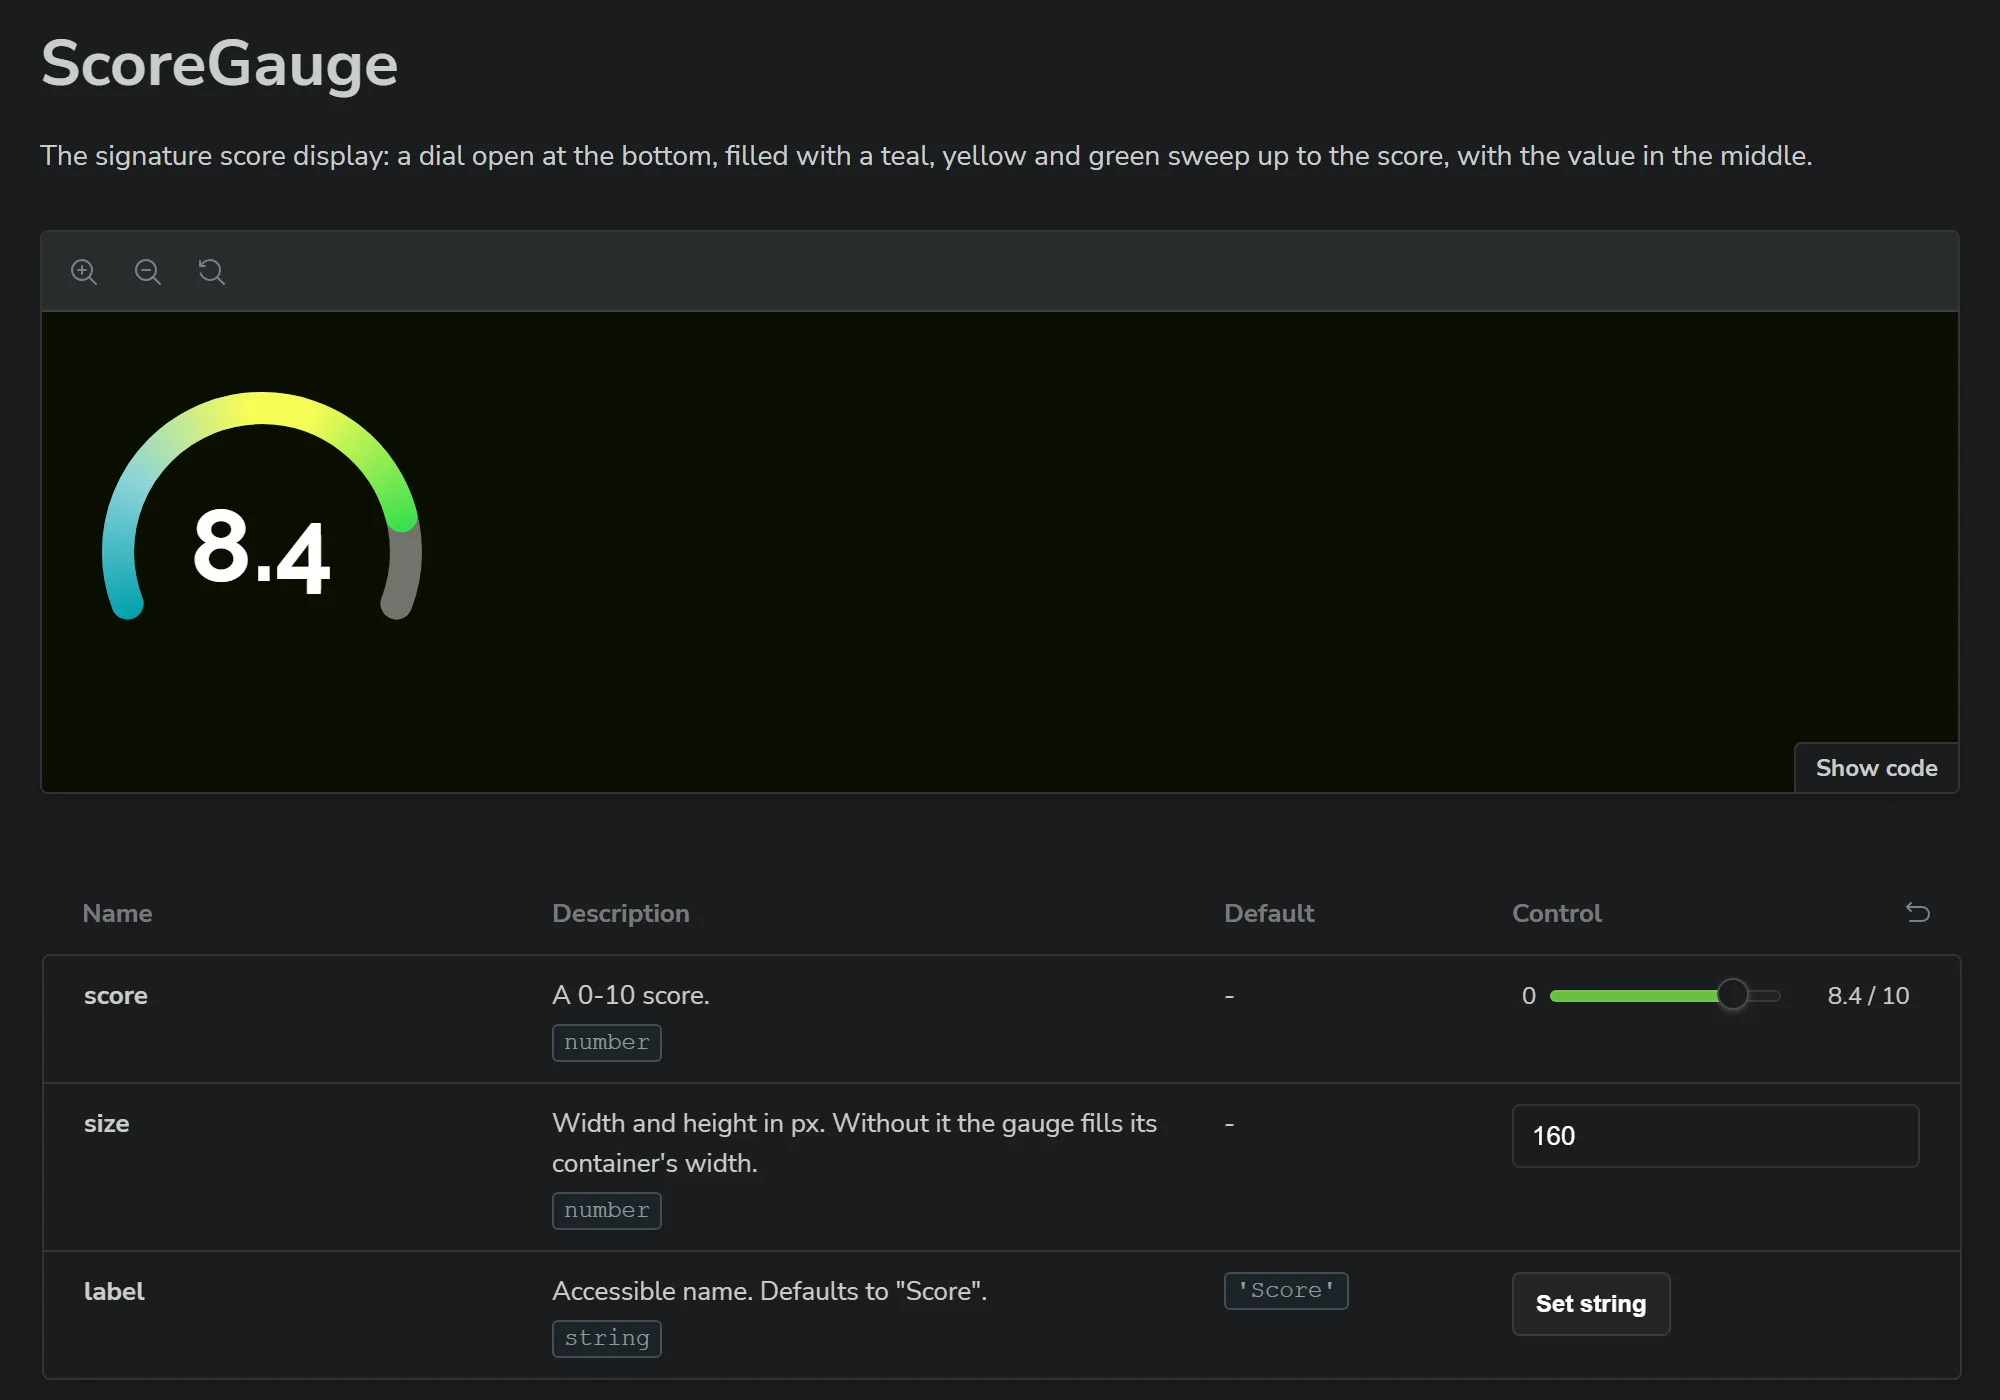 ScoreGauge
The signature score display: a dial open at the bottom, filled with a teal, yellow and green sweep up to the score, with the value in the middle.
8.4
Show code
Name Description Default Control
score A 0-10 score. - 0 8.4 / 10
number
size Width and height in px. Without it the gauge fills its - 160
container's width.
number
label Accessible name. Defaults to "Score". 'Score' Set string
string